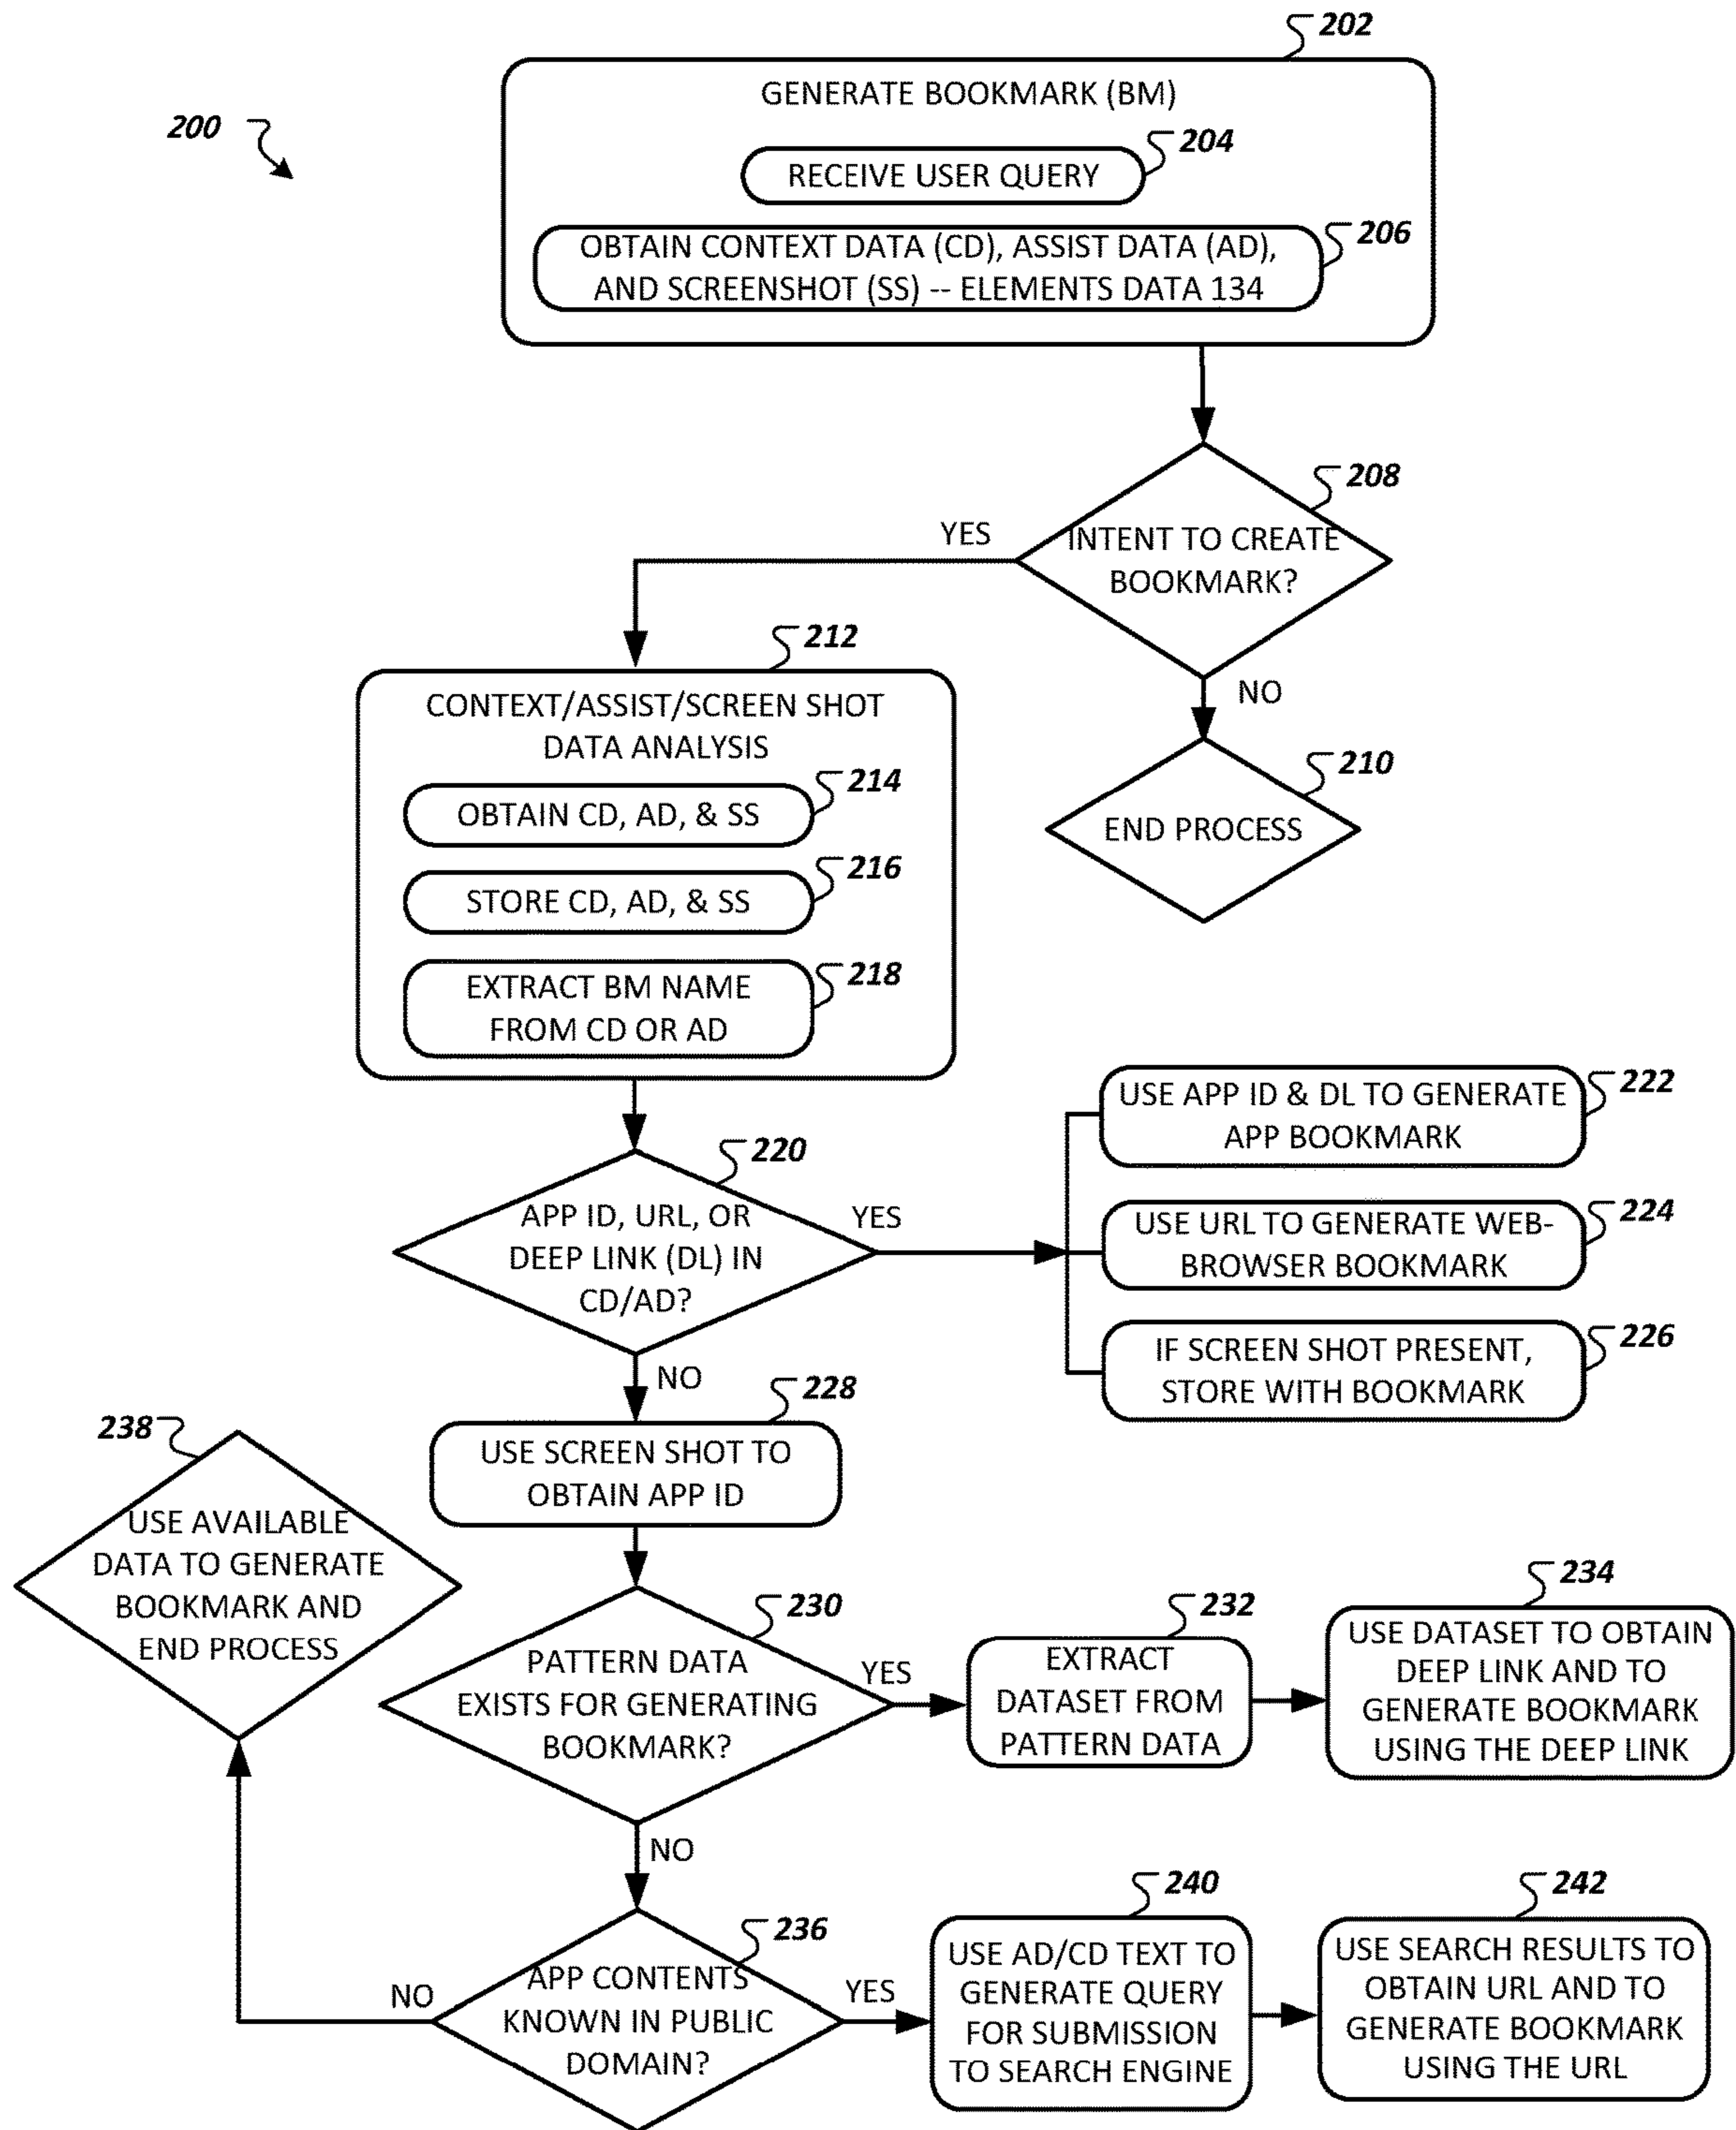 202
GENERATE BOOKMARK (BM)
200
204
RECEIVE USER QUERY
206
OBTAIN CONTEXT DATA (CD), ASSIST DATA (AD),
AND SCREENSHOT (SS) -- ELEMENTS DATA 134
208
YES
INTENT TO CREATE
BOOKMARK?
212
NO
CONTEXT/ASSIST/SCREEN SHOT
DATA ANALYSIS
210
END PROCESS
214
OBTAIN CD, AD, & SS
216
STORE CD, AD, & SS
218
EXTRACT BM NAME
FROM CD OR AD
222
USE APP ID & DL TO GENERATE
APP BOOKMARK
220
APP ID, URL, OR
DEEP LINK (DL) IN
CD/AD?
YES
224
USE URL TO GENERATE WEB-
BROWSER BOOKMARK
226
IF SCREEN SHOT PRESENT,
STORE WITH BOOKMARK
NO
228
USE SCREEN SHOT TO
OBTAIN APP ID
238
USE AVAILABLE
DATA TO GENERATE
BOOKMARK AND
END PROCESS
230
PATTERN DATA
EXISTS FOR GENERATING
BOOKMARK?
YES
232
EXTRACT
DATASET FROM
PATTERN DATA
234
USE DATASET TO OBTAIN
DEEP LINK AND TO
GENERATE BOOKMARK
USING THE DEEP LINK
NO
236
APP CONTENTS
KNOWN IN PUBLIC
DOMAIN?
NO
YES
240
USE AD/CD TEXT TO
GENERATE QUERY
FOR SUBMISSION
TO SEARCH ENGINE
242
USE SEARCH RESULTS TO
OBTAIN URL AND TO
GENERATE BOOKMARK
USING THE URL